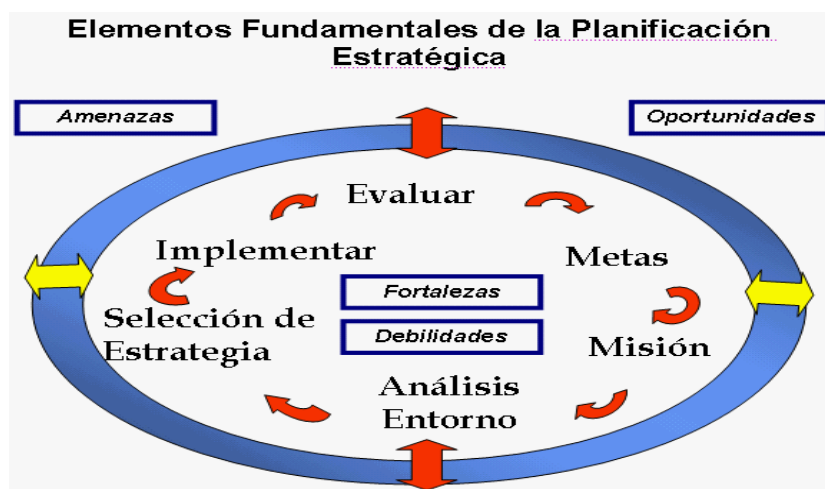 Elementos Fundamentales de la Planificación
Estratégica
Amenazas
Oportunidades
Evaluar
Implementar
Metas
Fortalezas
Selección de
Estrategia
Debilidades
Misión
Análisis
Entorno